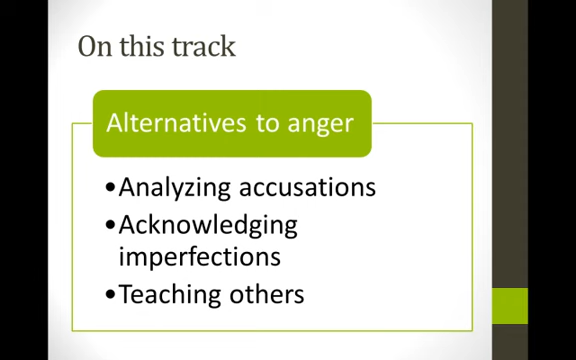 On this track
Alternatives to anger
•Analyzing accusations
•Acknowledging
imperfections
•Teaching others